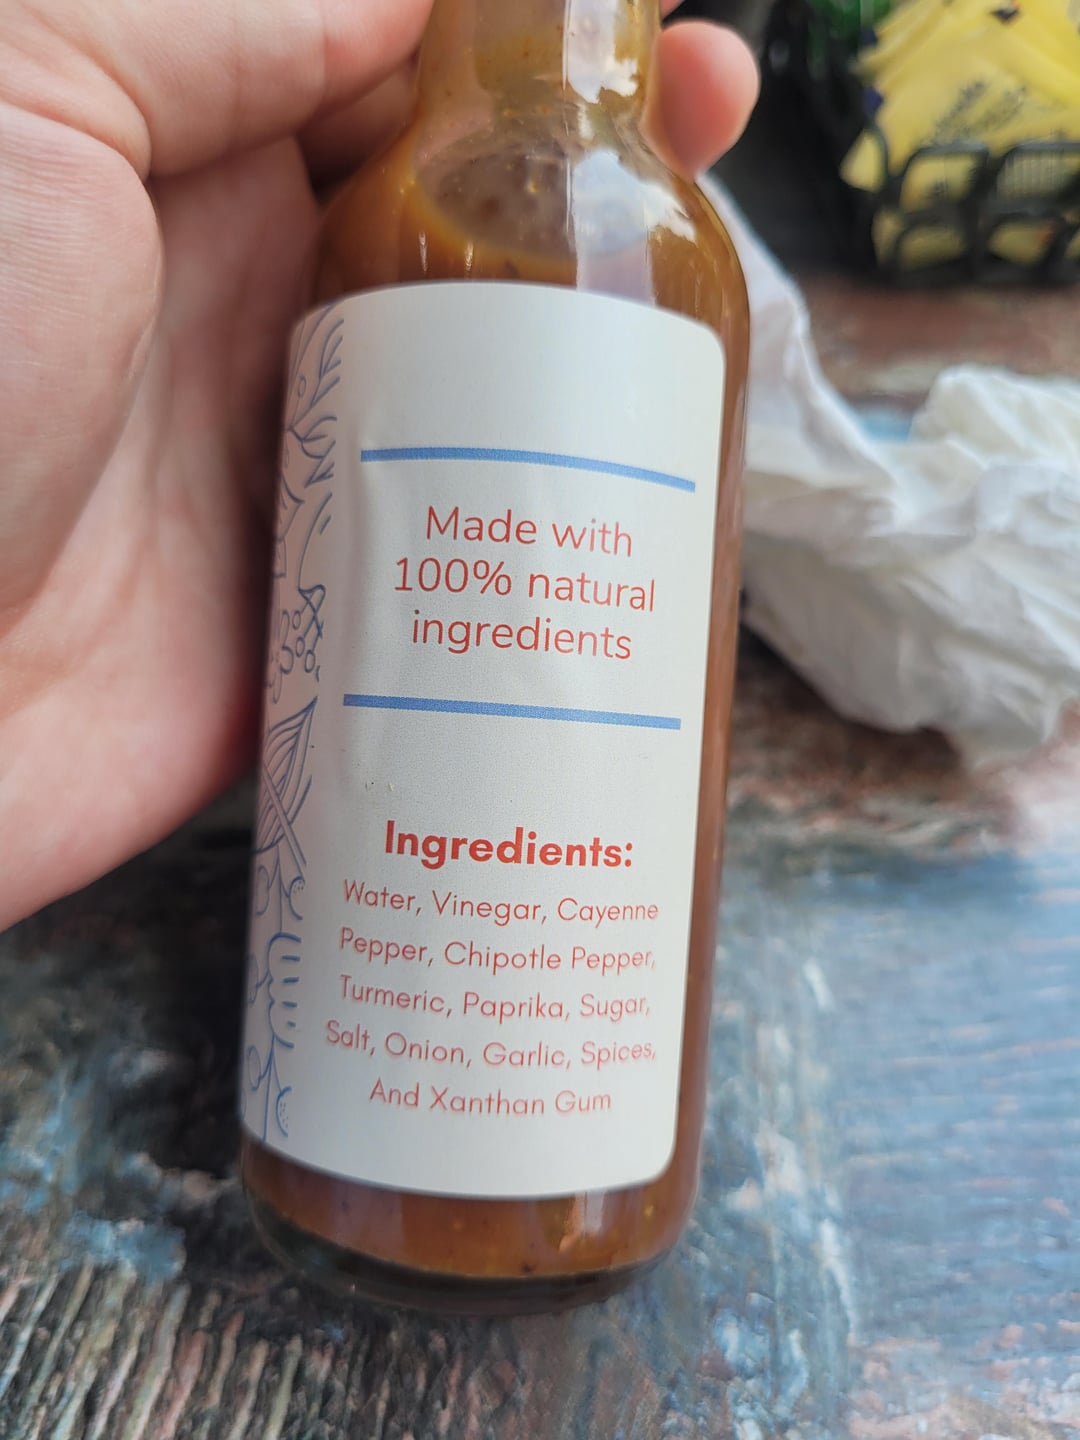 Made with
100% natural
ingredients
Ingredients:
Water, Vinegar, Cayenne
Pepper, Chipotle Pepper,
Turmeric, Paprika, Sugar,
Salt, Onion, Garlic, Spices,
And Xanthan Gum